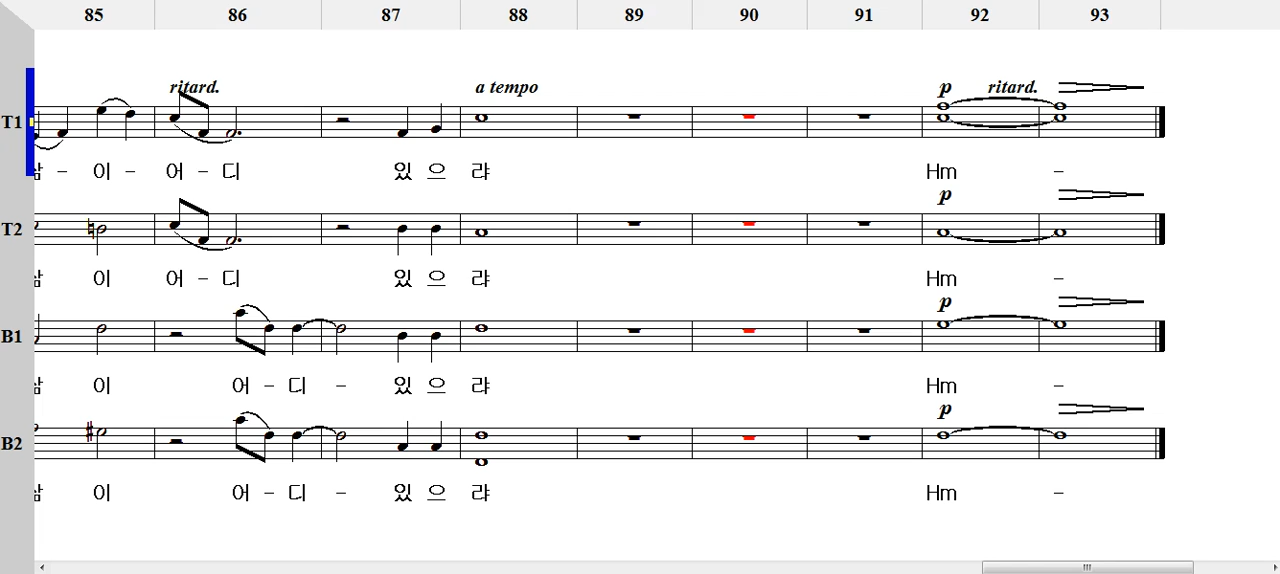 85 86 87 88 89 90 91 92 93
ritard. a tempo p ritard.
T1
- 이 - 어 - 디 있 으 랴 Hm -
p
T2
이 어 - 디 있 으 랴 Hm -
p
B1
이 어 - 디 - 있 으 랴 Hm -
p
B2
이 어 - 디 - 있 으 랴 Hm -